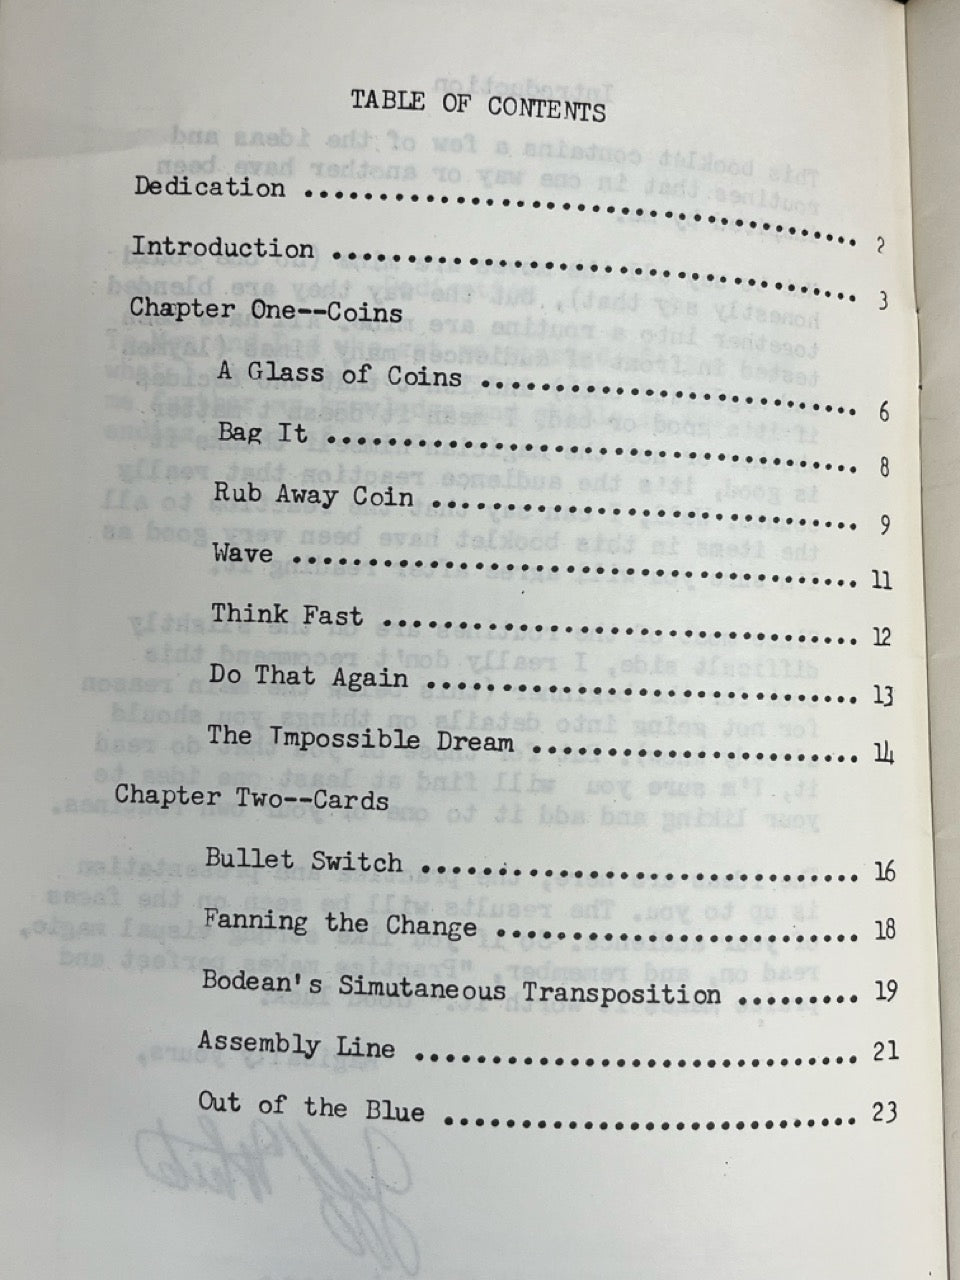 TABLE OF CONTENTS
Dedication ............................................ 2
Introduction .......................................... 3
Chapter One--Coins
A Glass of Coins .............................. 6
Bag It ........................................ 8
Rub Away Coin ................................. 9
Wave .......................................... 11
Think Fast .................................... 12
Do That Again ................................. 13
The Impossible Dream .......................... 14
Chapter Two--Cards
Bullet Switch ................................. 16
Fanning the Change ............................ 18
Bodean's Simutaneous Transposition ......... 19
Assembly Line ................................. 21
Out of the Blue ............................... 23